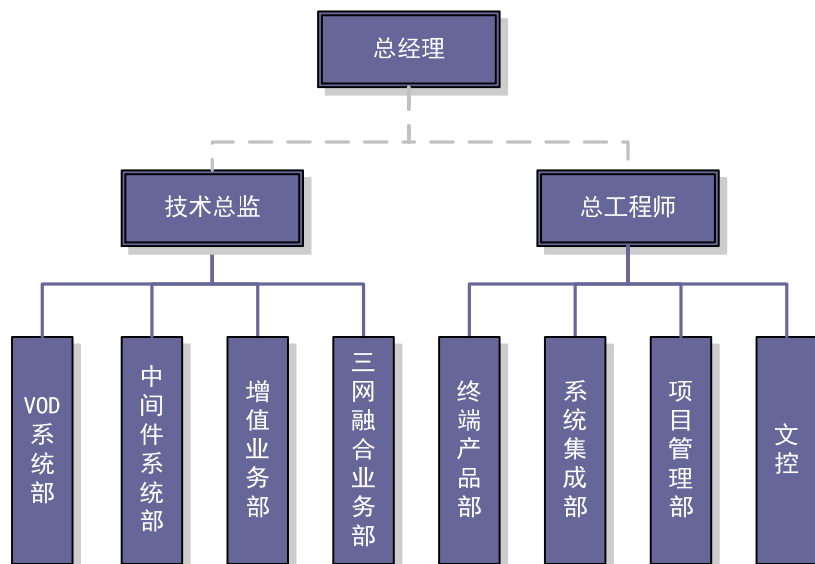 总经理
技术总监
总工程师
VOD系统部
中间件系统部
增值业务部
三网融合业务部
终端产品部
系统集成部
项目管理部
文控